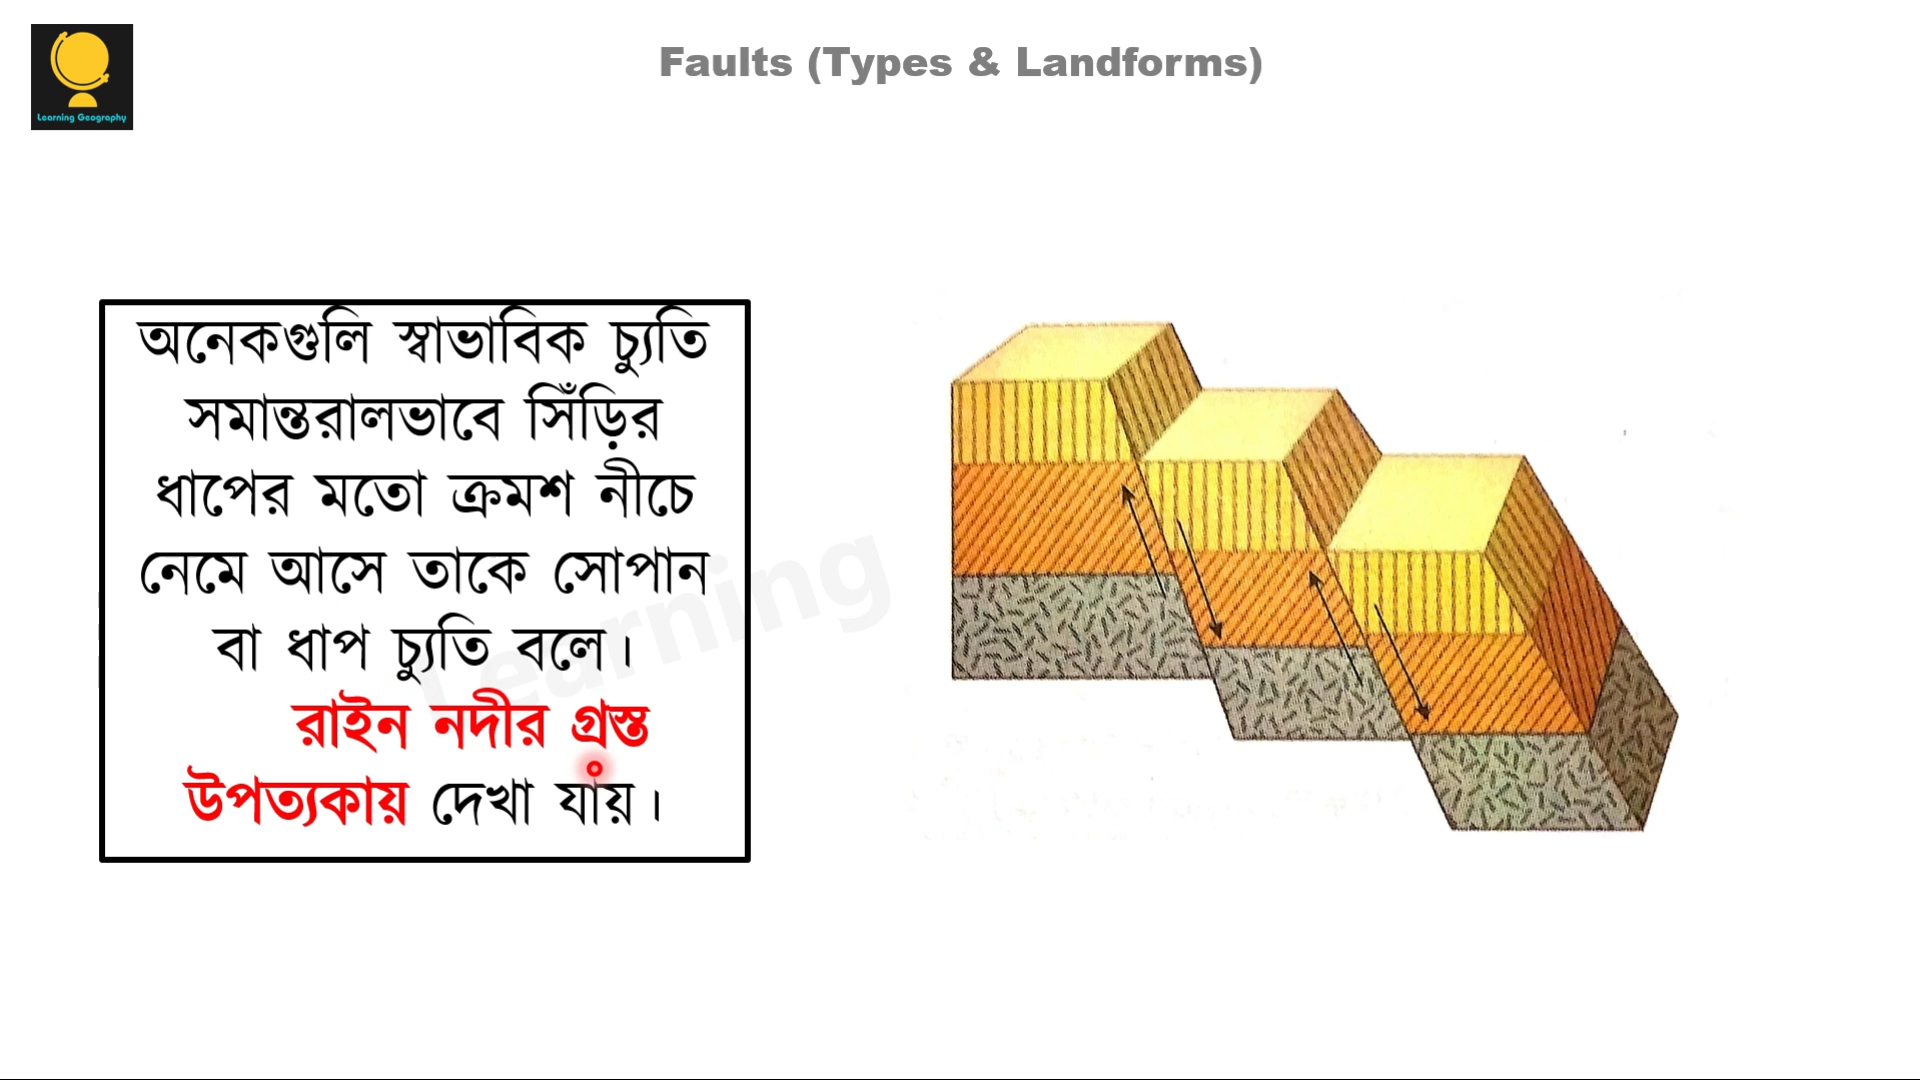 Faults (Types & Landforms)
Learning Geography
অনেকগুলি স্বাভাবিক চ্যুতি
সমান্তরালভাবে সিঁড়ির
ধাপের মতো ক্রমশ নীচে
নেমে আসে তাকে সোপান
বা ধাপ চ্যুতি বলে।
রাইন নদীর গ্রস্ত
উপত্যকায় দেখা যায়।
Learning